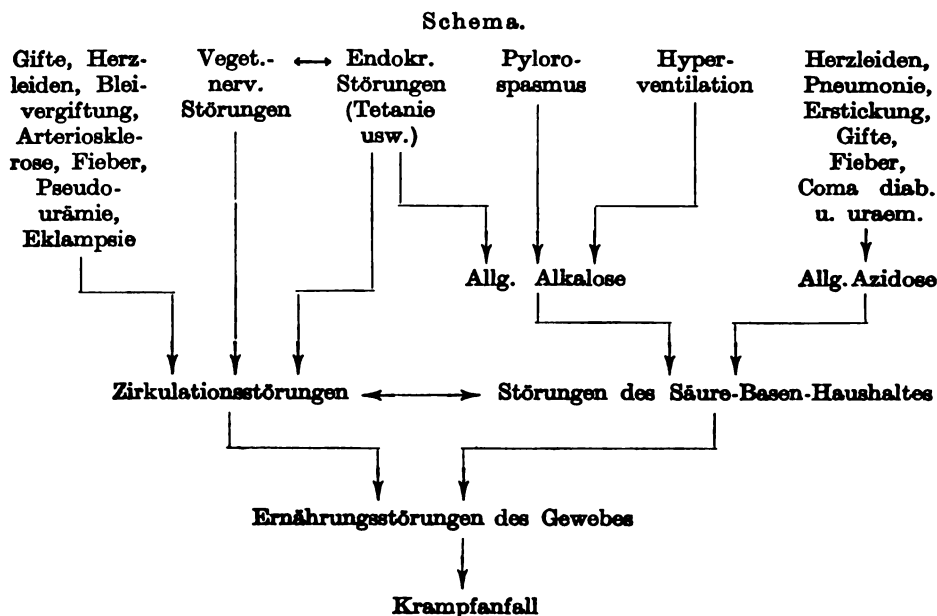 Schema.
Gifte, Herz-
leiden, Blei-
vergiftung,
Arterioskle-
rose, Fieber,
Pseudo-
urämie,
Eklampsie
Veget.-
nerv.
Störungen
Endokr.
Störungen
(Tetanie
usw.)
Pyloro-
spasmus
Hyper-
ventilation
Herzleiden,
Pneumonie,
Erstickung,
Gifte,
Fieber,
Coma diab.
u. uraem.
Allg. Alkalose
Allg. Azidose
Zirkulationsstörungen
Störungen des Säure-Basen-Haushaltes
Ernährungsstörungen des Gewebes
Krampfanfall